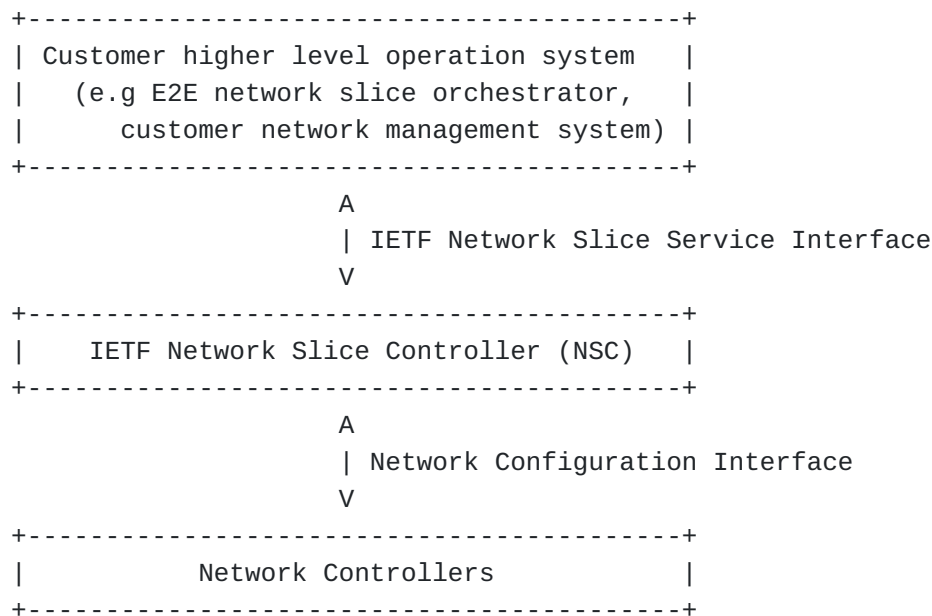 +------------------------------------------+
| Customer higher level operation system   |
|   (e.g E2E network slice orchestrator,   |
|      customer network management system) |
+------------------------------------------+
                     A
                     | IETF Network Slice Service Interface
                     V
+------------------------------------------+
|    IETF Network Slice Controller (NSC)   |
+------------------------------------------+
                     A
                     | Network Configuration Interface
                     V
+------------------------------------------+
|           Network Controllers            |
+------------------------------------------+